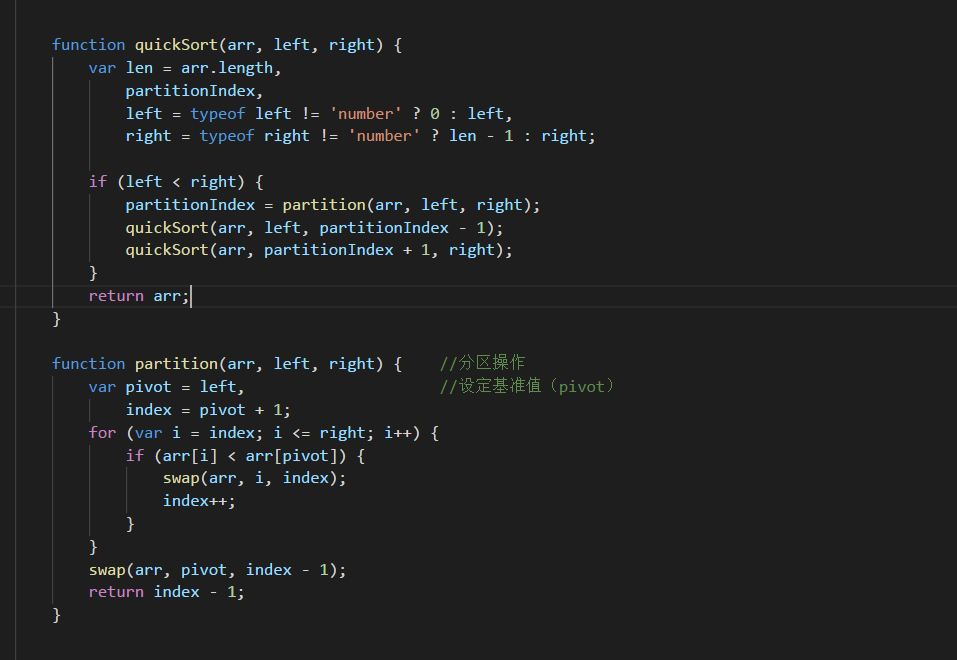 function quickSort(arr, left, right) {
    var len = arr.length,
        partitionIndex,
        left = typeof left != 'number' ? 0 : left,
        right = typeof right != 'number' ? len - 1 : right;
    if (left < right) {
        partitionIndex = partition(arr, left, right);
        quickSort(arr, left, partitionIndex - 1);
        quickSort(arr, partitionIndex + 1, right);
    }
    return arr;
}
function partition(arr, left, right) {    //分区操作
    var pivot = left,                     //设定基准值（pivot）
        index = pivot + 1;
    for (var i = index; i <= right; i++) {
        if (arr[i] < arr[pivot]) {
            swap(arr, i, index);
            index++;
        }
    }
    swap(arr, pivot, index - 1);
    return index - 1;
}